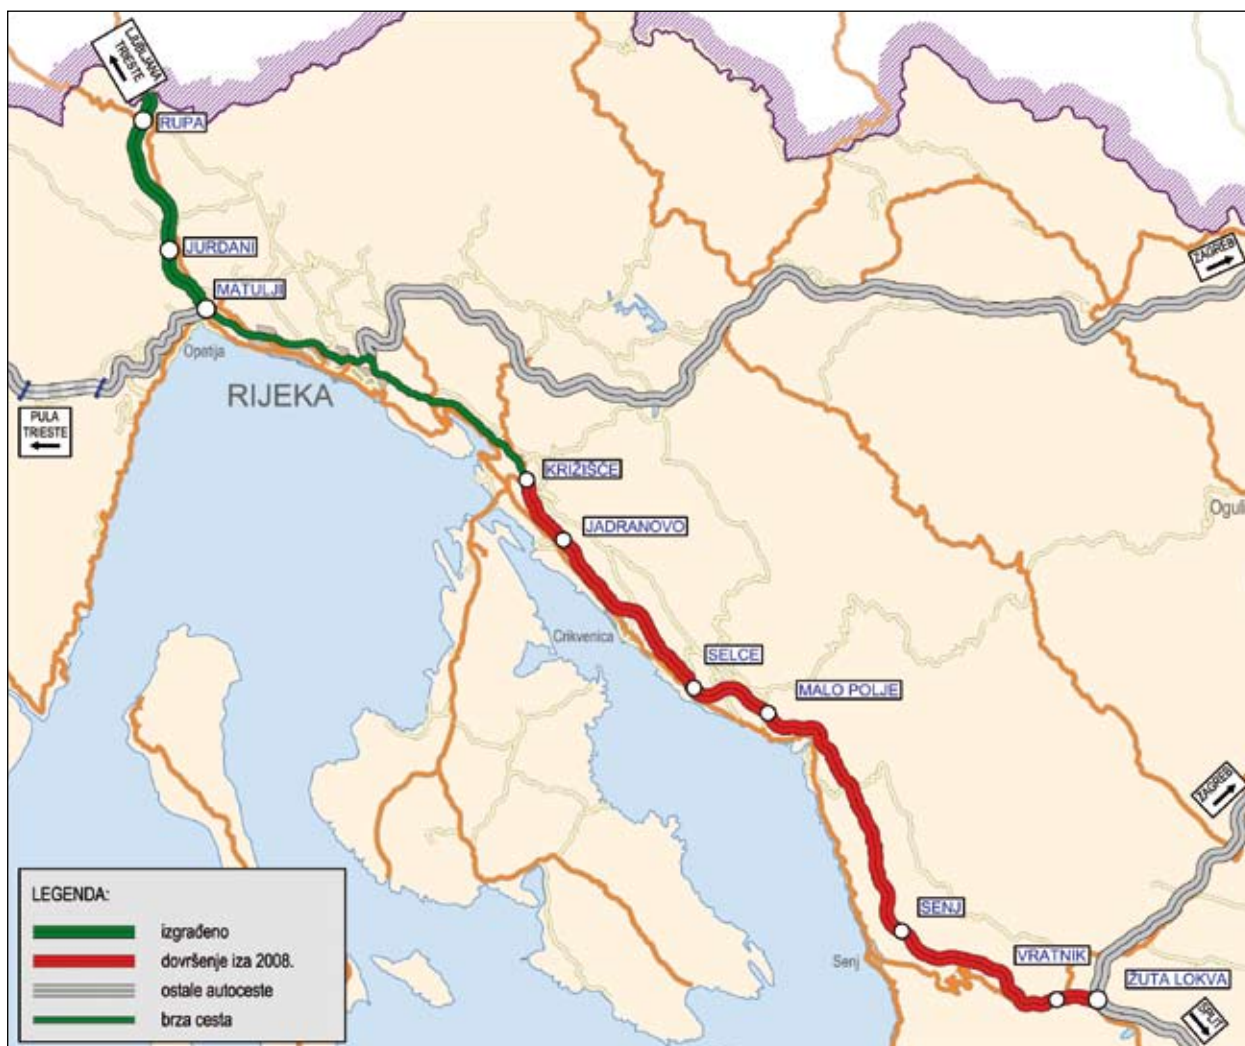 LJUBLJANA
TRIESTE
RUPA
ZAGREB
JURDANI
MATULJI
Opatija
RIJEKA
PULA
TRIESTE
KRIŽIŠĆE
Oguli
JADRANOVO
Crikvenica
SELCE
MALO POLJE
ZAGREB
LEGENDA:
izgrađeno
dovršenje iza 2008.
ostale autoceste
brza cesta
SENJ
Senj
VRATNIK
ŽUTA LOKVA
SPLIT